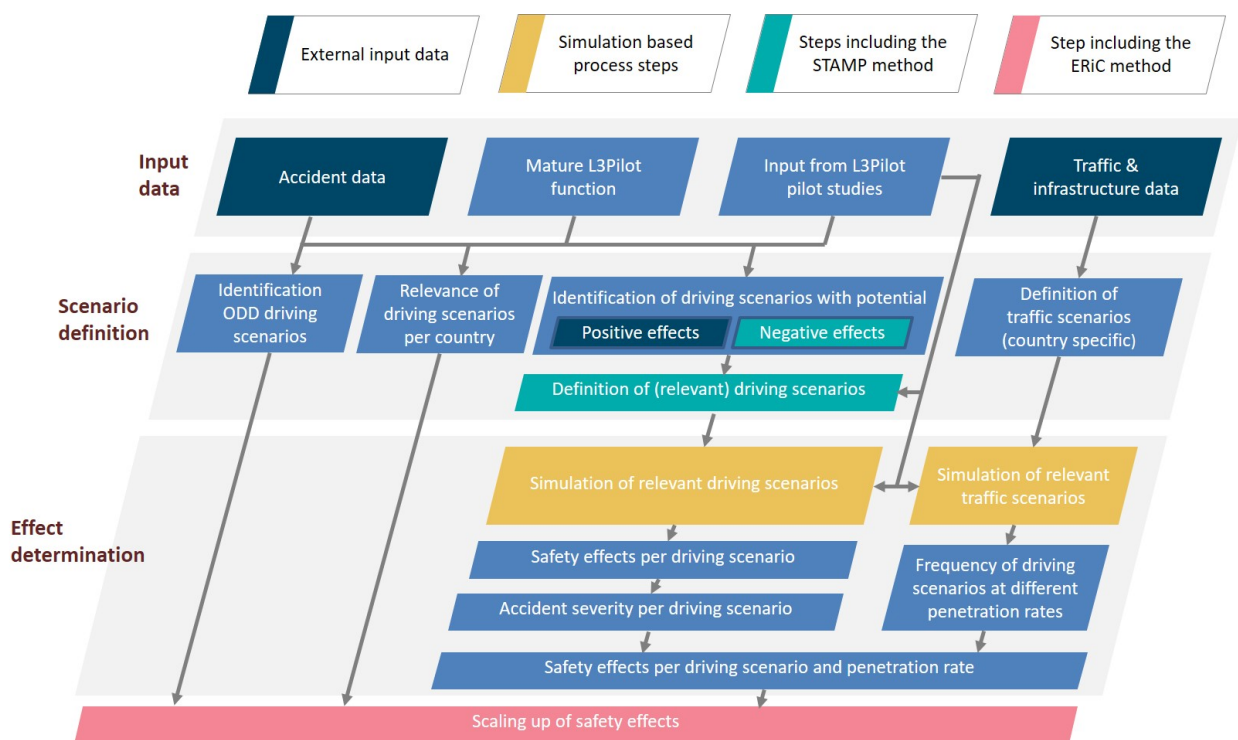 External input data
Simulation based
process steps
Steps including the
STAMP method
Step including the
ERiC method
Input
data
Accident data
Mature L3Pilot
function
Input from L3Pilot
pilot studies
Traffic &
infrastructure data
Scenario
definition
Identification
ODD driving
scenarios
Relevance of
driving scenarios
per country
Identification of driving scenarios with potential
Positive effects
Negative effects
Definition of
traffic scenarios
(country specific)
Definition of (relevant) driving scenarios
Effect
determination
Simulation of relevant driving scenarios
Simulation of relevant
traffic scenarios
Safety effects per driving scenario
Accident severity per driving scenario
Frequency of driving
scenarios at different
penetration rates
Safety effects per driving scenario and penetration rate
Scaling up of safety effects